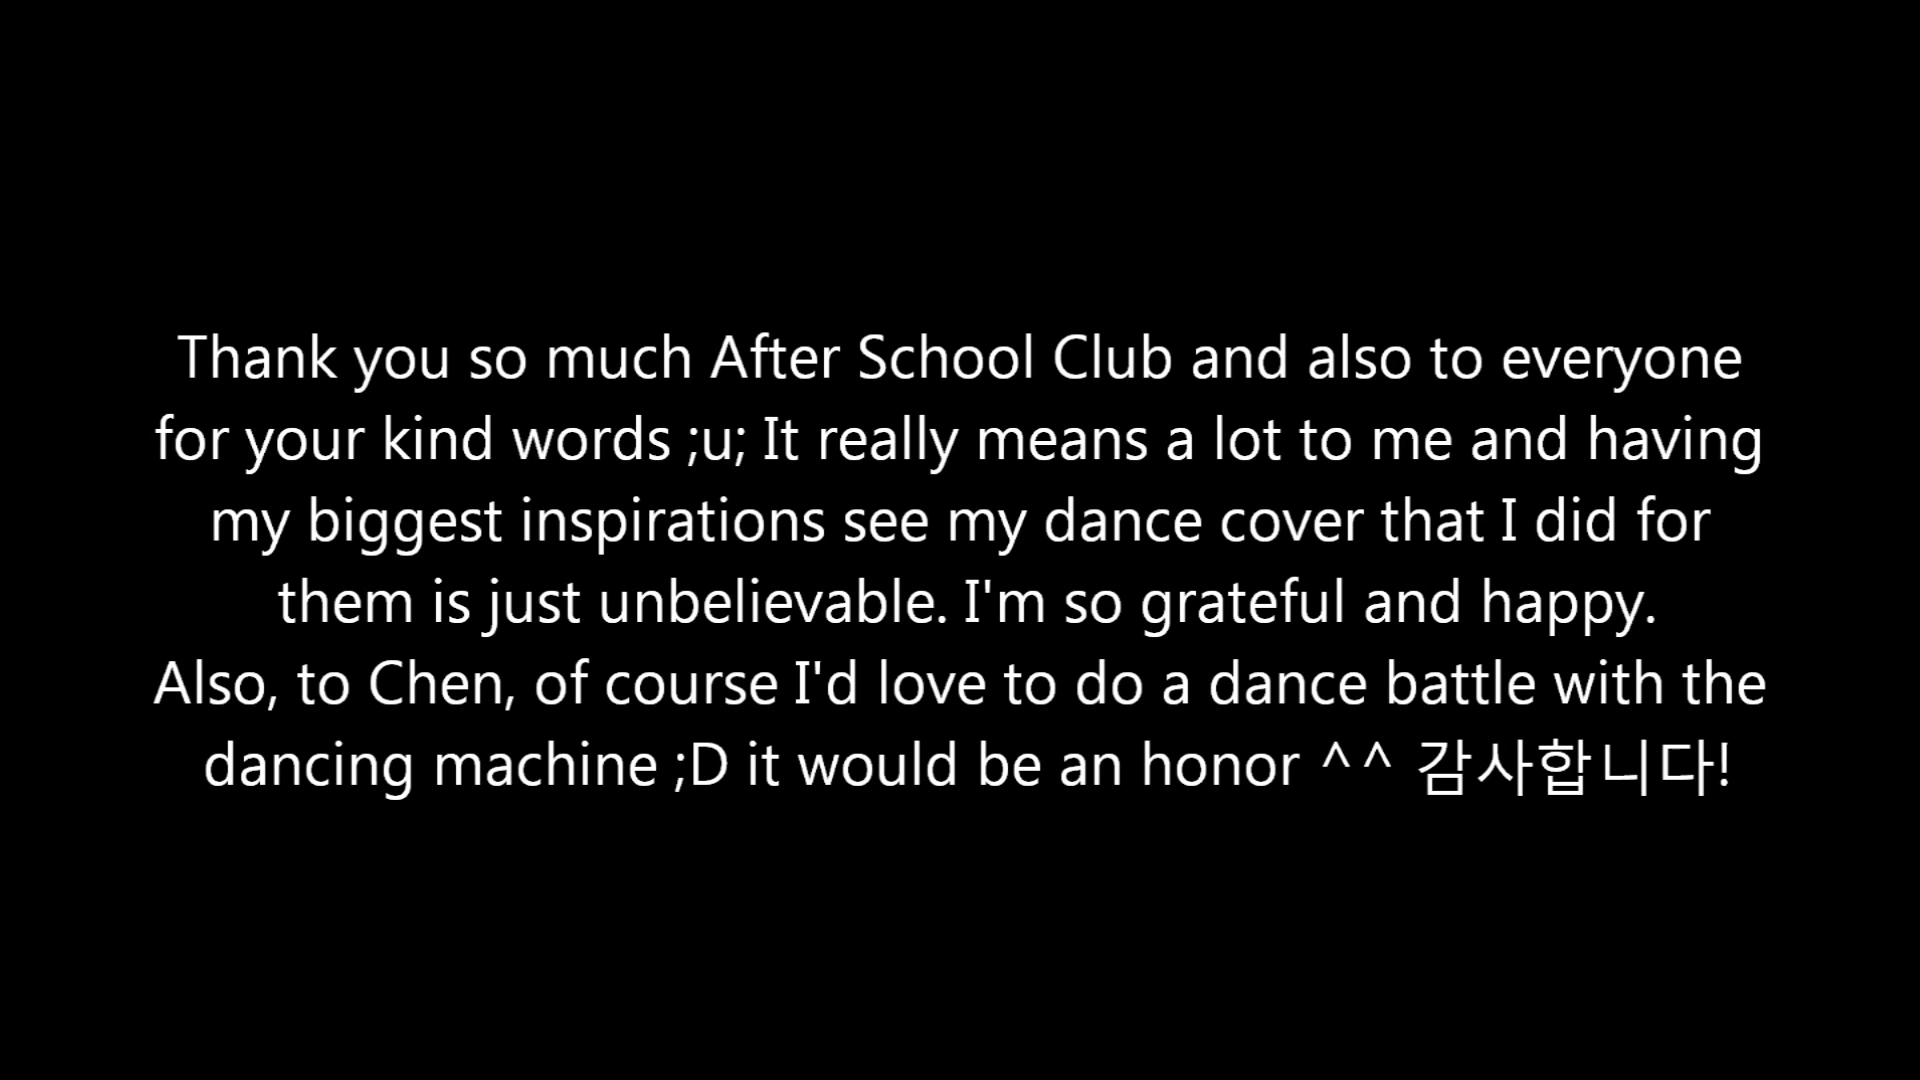 Thank you so much After School Club and also to everyone
for your kind words ;u; It really means a lot to me and having
my biggest inspirations see my dance cover that I did for
them is just unbelievable. I'm so grateful and happy.
Also, to Chen, of course I'd love to do a dance battle with the
dancing machine ;D it would be an honor ^^ 감사합니다!